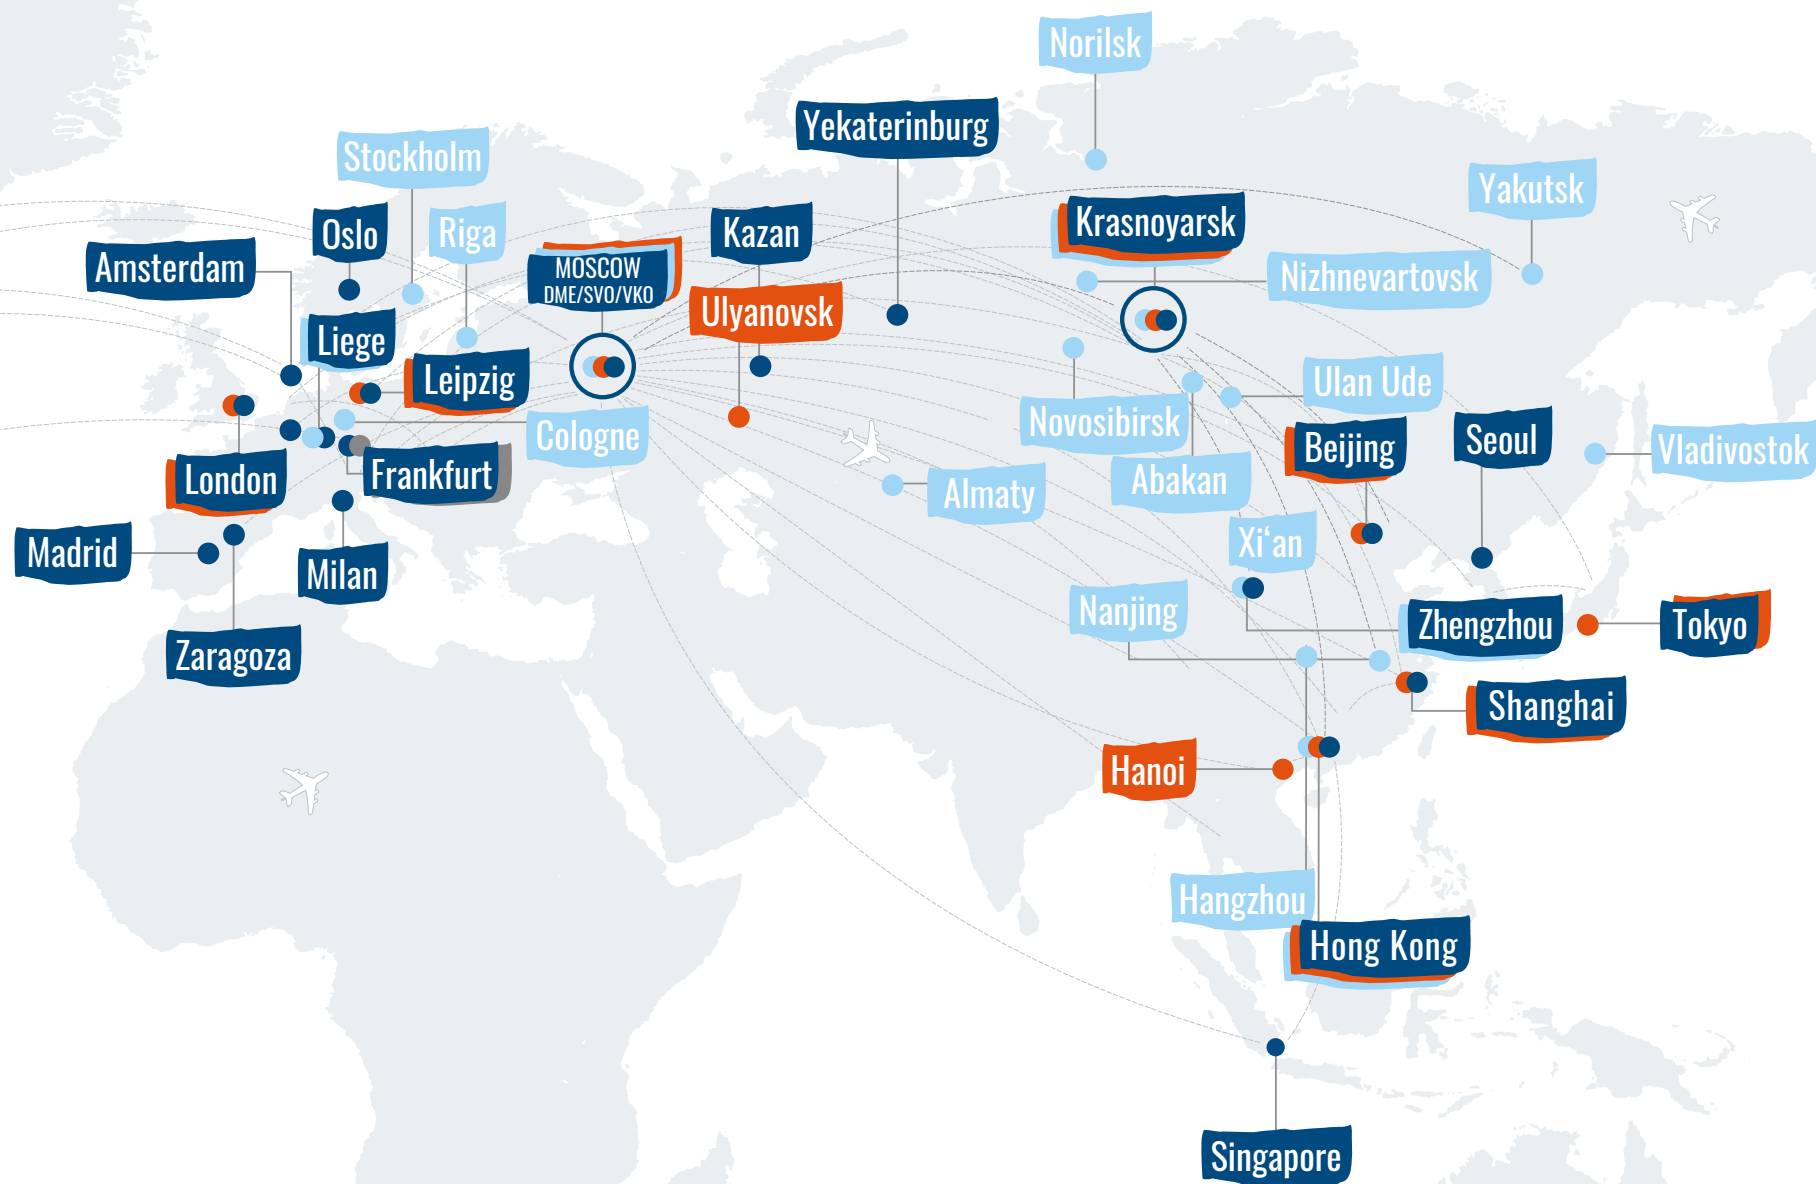 Norilsk
Yekaterinburg
Stockholm
Yakutsk
Oslo
Riga
Kazan
Krasnoyarsk
Amsterdam
MOSCOW
DME/SVO/VKO
Nizhnevartovsk
Ulyanovsk
Liege
Leipzig
Ulan Ude
Novosibirsk
Cologne
Beijing
Seoul
Vladivostok
London
Frankfurt
Almaty
Abakan
Xi‘an
Madrid
Milan
Nanjing
Zhengzhou
Tokyo
Zaragoza
Shanghai
Hanoi
Hangzhou
Hong Kong
Singapore